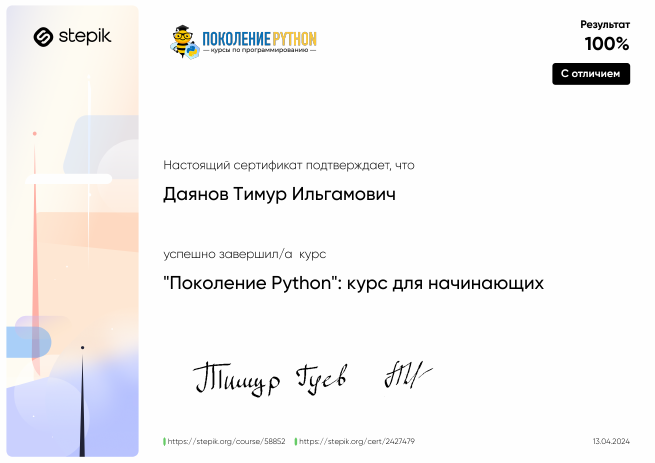 stepik
ПОКОЛЕНИЕ PYTHON
— курсы по программированию —
Результат
100%
С отличием
Настоящий сертификат подтверждает, что
Даянов Тимур Ильгамович
успешно завершил/а курс
"Поколение Python": курс для начинающих
Тимур Гуев
https://stepik.org/course/58852 https://stepik.org/cert/2427479 13.04.2024